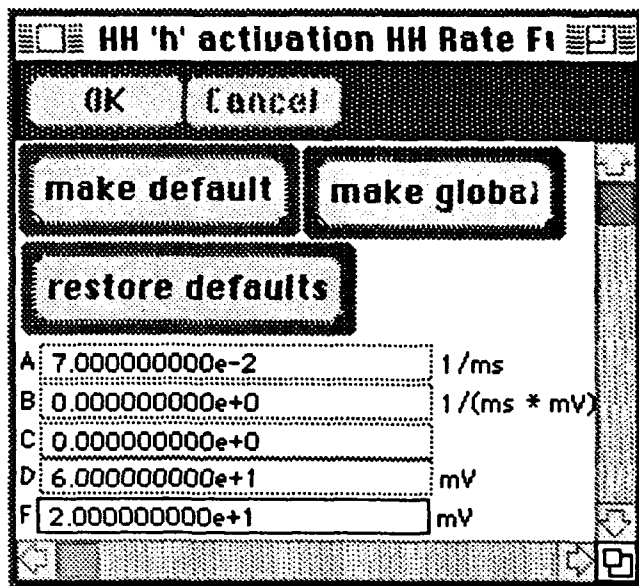 HH 'h' activation HH Rate Fu
OK Cancel
make default make global
restore defaults
A 7.000000000e-2 1/ms
B 0.000000000e+0 1/(ms * mV)
C 0.000000000e+0
D 6.000000000e+1 mV
F 2.000000000e+1 mV